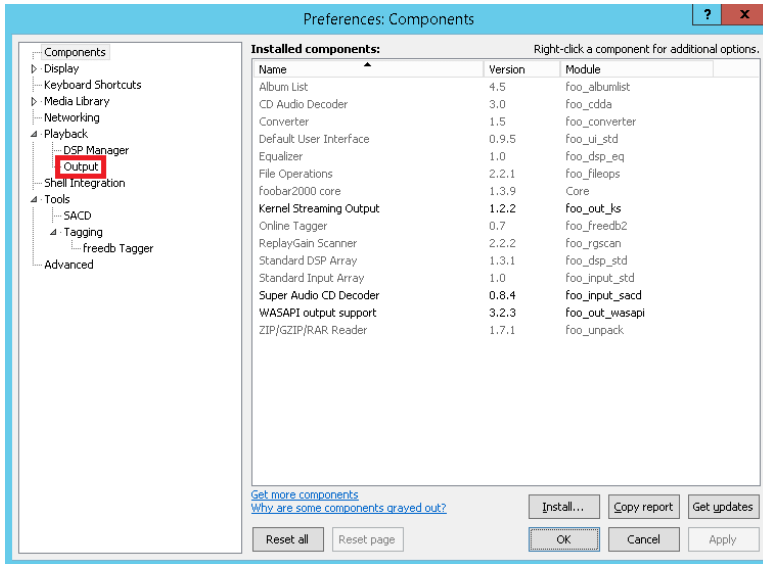 Preferences: Components
? x
Components
Display
Keyboard Shortcuts
Media Library
Networking
Playback
DSP Manager
Output
Shell Integration
Tools
SACD
Tagging
freedb Tagger
Advanced
Installed components: Right-click a component for additional options.
Name Version Module
Album List 4.5 foo_albumlist
CD Audio Decoder 3.0 foo_cdda
Converter 1.5 foo_converter
Default User Interface 0.9.5 foo_ui_std
Equalizer 1.0 foo_dsp_eq
File Operations 2.2.1 foo_fileops
foobar2000 core 1.3.9 Core
Kernel Streaming Output 1.2.2 foo_out_ks
Online Tagger 0.7 foo_freedb2
ReplayGain Scanner 2.2.2 foo_rgscan
Standard DSP Array 1.3.1 foo_dsp_std
Standard Input Array 1.0 foo_input_std
Super Audio CD Decoder 0.8.4 foo_input_sacd
WASAPI output support 3.2.3 foo_out_wasapi
ZIP/GZIP/RAR Reader 1.7.1 foo_unpack
Get more components
Why are some components grayed out?
Install... Copy report Get updates
Reset all Reset page OK Cancel Apply